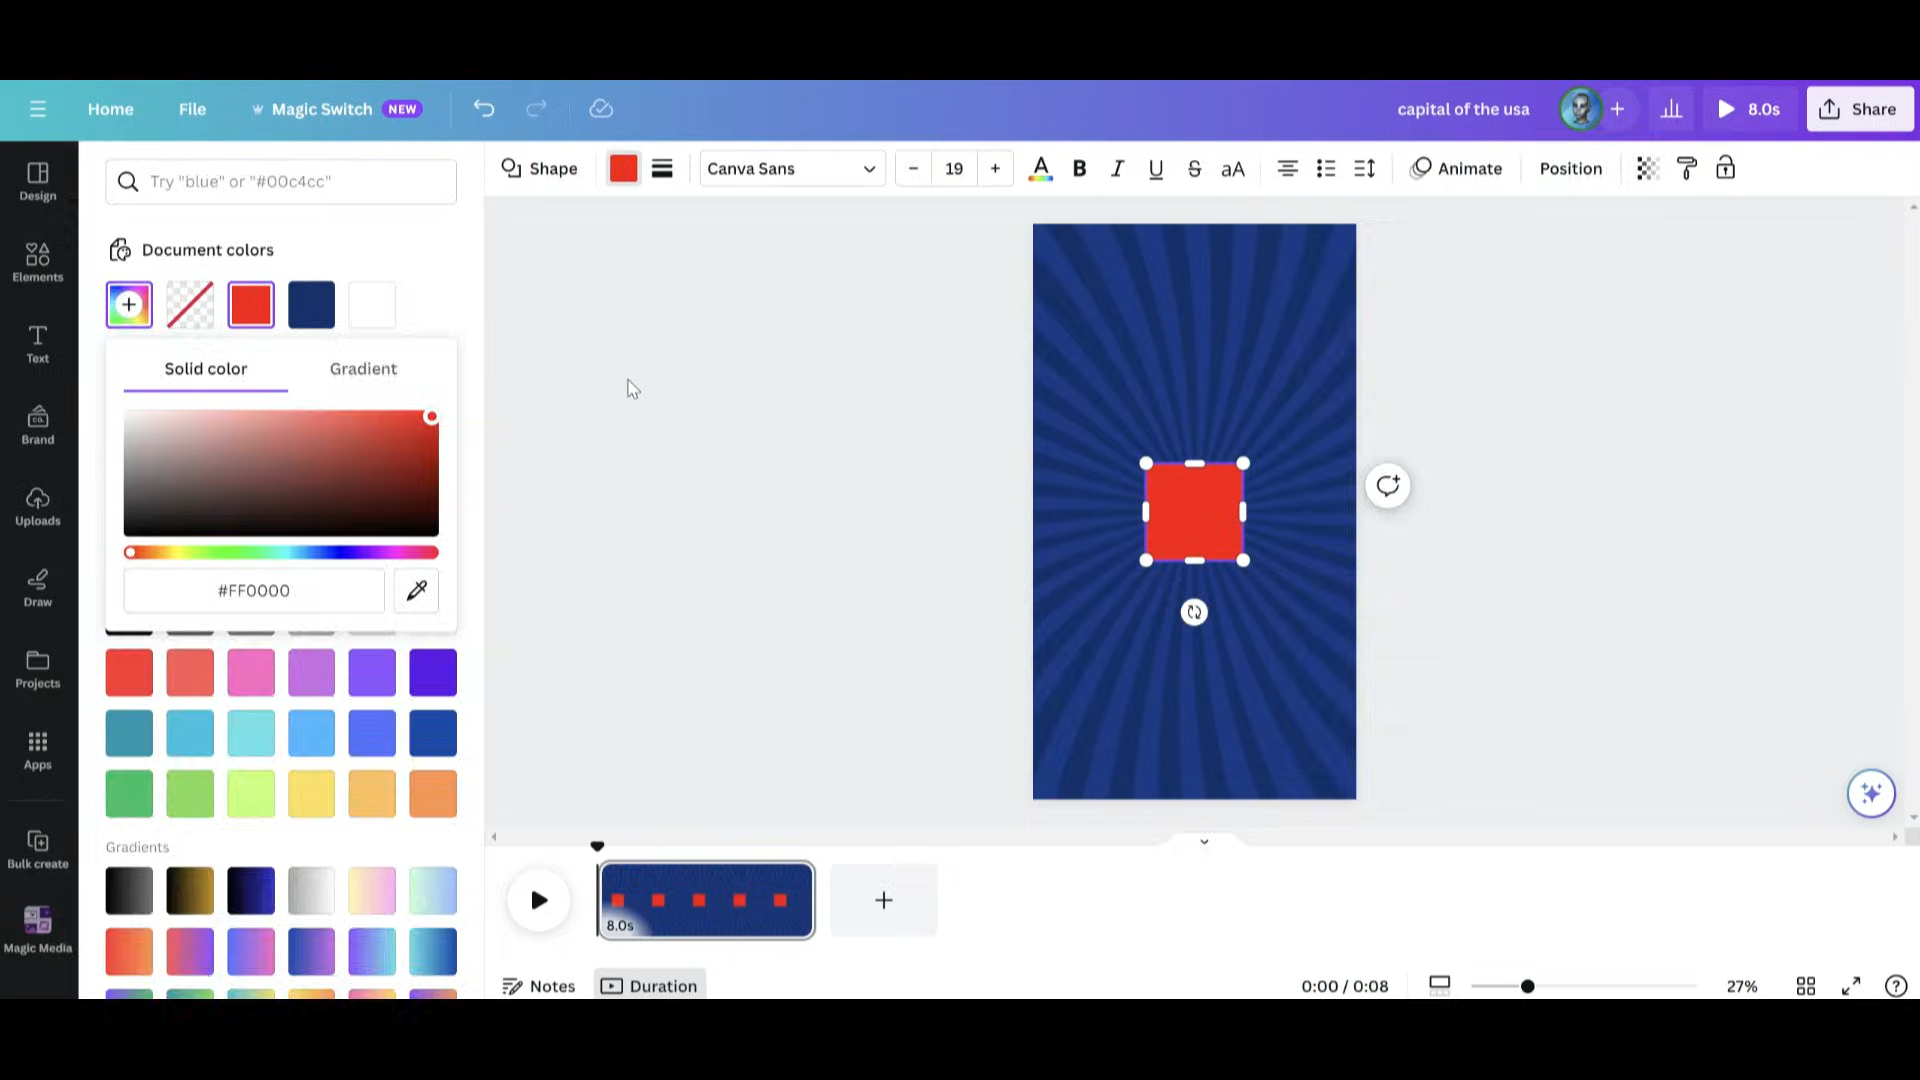 Home File Magic Switch NEW capital of the usa 8.0s Share
Design
Elements
Text
Brand
CO.
Uploads
Draw
Projects
Apps
Bulk create
Magic Media
Try "blue" or "#00c4cc"
Document colors
Solid color Gradient
#FF0000
Gradients
Shape Canva Sans − 19 + A B I U S aA Animate Position
8.0s
Notes Duration 0:00 / 0:08 27% ?